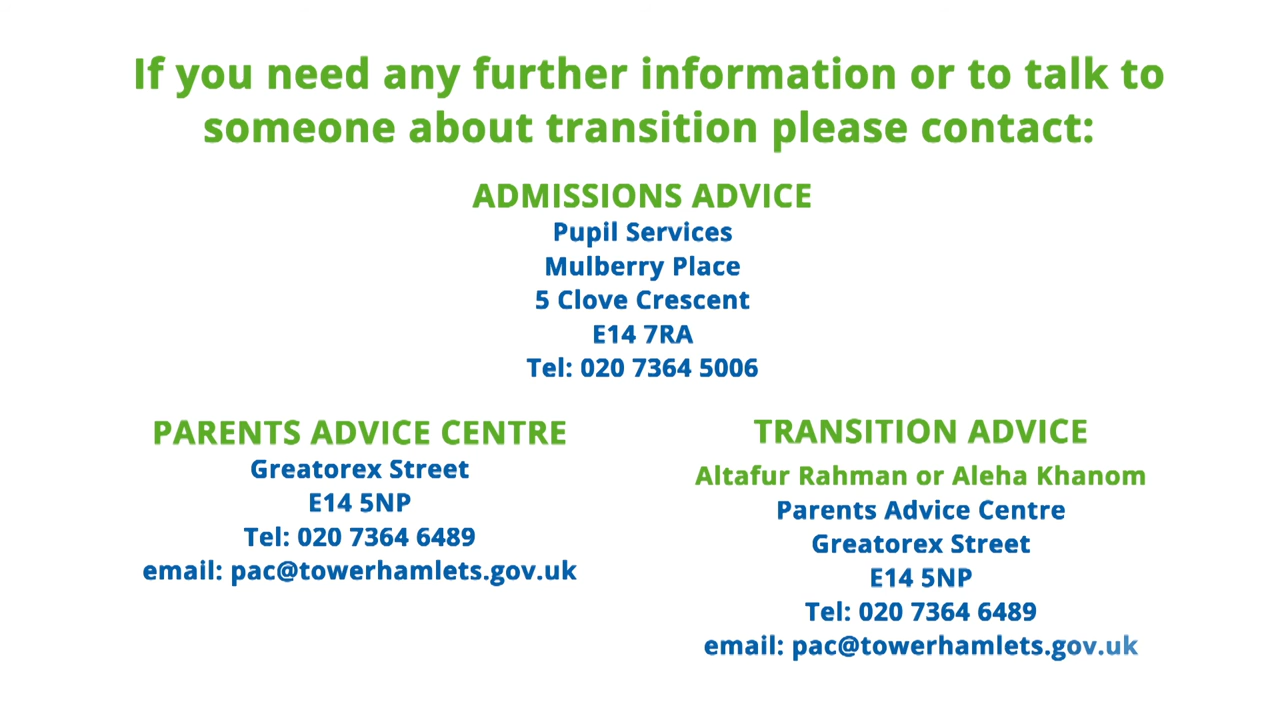 If you need any further information or to talk to
someone about transition please contact:
ADMISSIONS ADVICE
Pupil Services
Mulberry Place
5 Clove Crescent
E14 7RA
Tel: 020 7364 5006
PARENTS ADVICE CENTRE
Greatorex Street
E14 5NP
Tel: 020 7364 6489
email: pac@towerhamlets.gov.uk
TRANSITION ADVICE
Altafur Rahman or Aleha Khanom
Parents Advice Centre
Greatorex Street
E14 5NP
Tel: 020 7364 6489
email: pac@towerhamlets.gov.uk